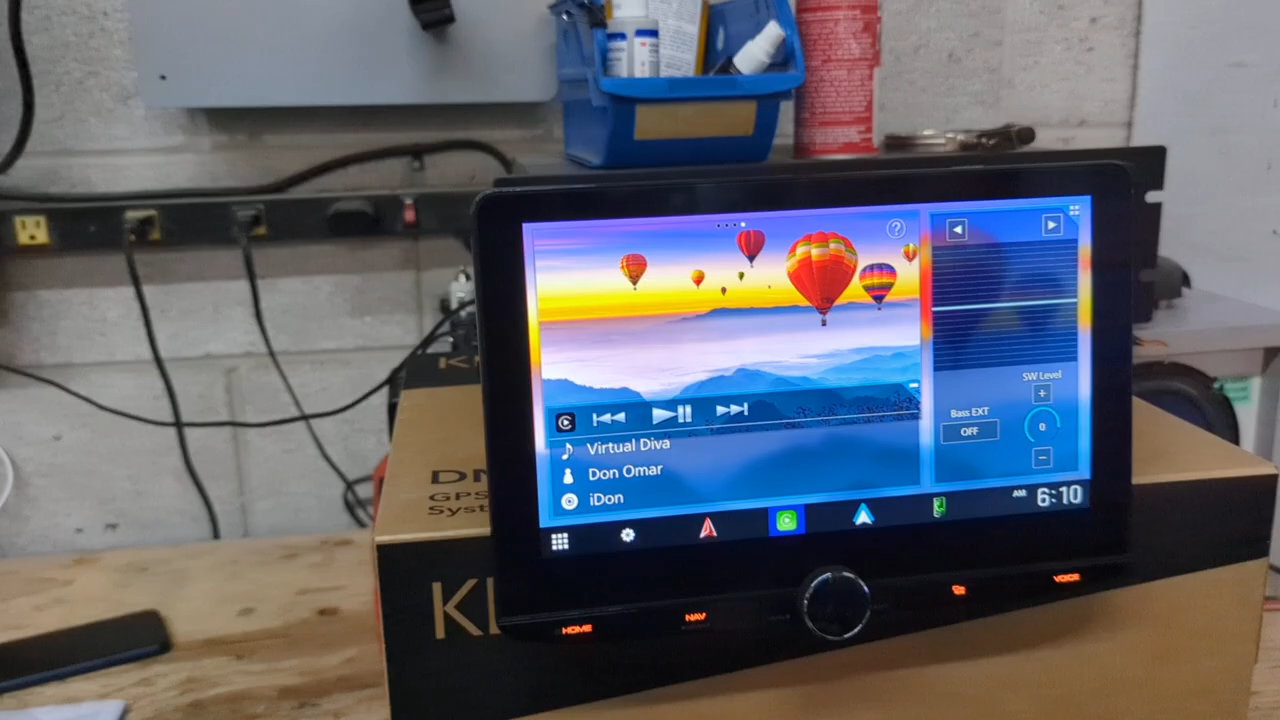 ?
SW Level
+
Bass EXT
OFF
0
−
Virtual Diva
Don Omar
iDon
AM 6:10
HOME
NAV
VOICE
DN
GPS
Syst
K